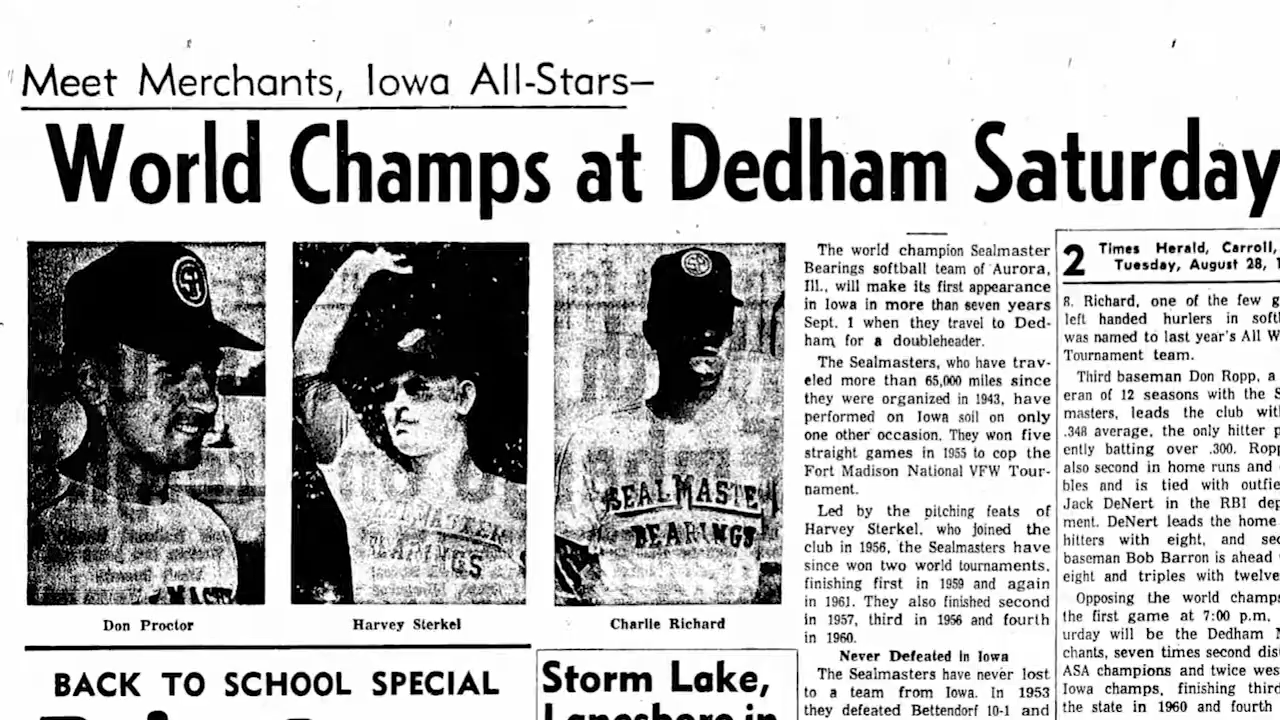 Meet Merchants, Iowa All-Stars—
World Champs at Dedham Saturday
SEALMASTE
BEARINGS
Don Proctor
Harvey Sterkel
Charlie Richard
BACK TO SCHOOL SPECIAL
Storm Lake,
Lanesboro in
The world champion Sealmaster
Bearings softball team of Aurora,
Ill., will make its first appearance
in Iowa in more than seven years
Sept. 1 when they travel to Ded-
ham for a doubleheader.
The Sealmasters, who have trav-
eled more than 65,000 miles since
they were organized in 1943, have
performed on Iowa soil on only
one other occasion. They won five
straight games in 1955 to cop the
Fort Madison National VFW Tour-
nament.
Led by the pitching feats of
Harvey Sterkel, who joined the
club in 1956, the Sealmasters have
since won two world tournaments,
finishing first in 1959 and again
in 1961. They also finished second
in 1957, third in 1956 and fourth
in 1960.
Never Defeated in Iowa
The Sealmasters have never lost
to a team from Iowa. In 1953
they defeated Bettendorf 10-1 and
2 Times Herald, Carroll,
Tuesday, August 28, 1
R. Richard, one of the few g
left handed hurlers in soft
was named to last year's All W
Tournament team.
Third baseman Don Ropp, a
eran of 12 seasons with the S
masters, leads the club wit
.348 average, the only hitter p
ently batting over .300. Ropp
also second in home runs and
bles and is tied with outfie
Jack DeNert in the RBI dep
ment. DeNert leads the home
hitters with eight, and sec
baseman Bob Barron is ahead
eight and triples with twelve
Opposing the world champs
the first game at 7:00 p.m.
urday will be the Dedham M
chants, seven times second dis
ASA champions and twice wes
Iowa champs, finishing third
the state in 1960 and fourth